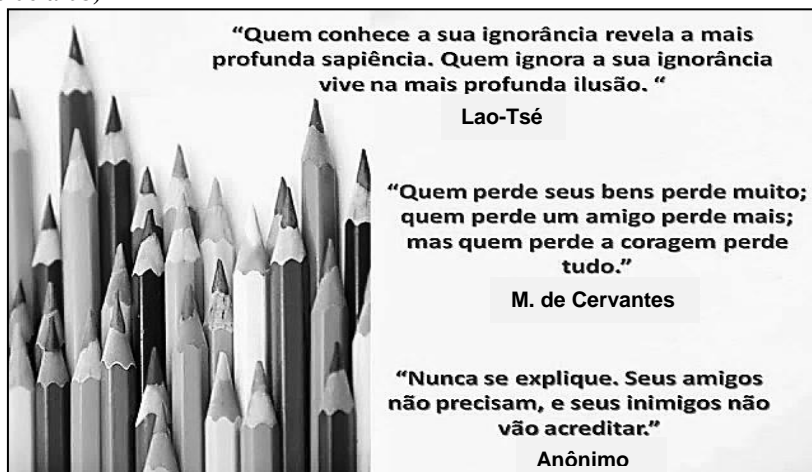 “Quem conhece a sua ignorância revela a mais
profunda sapiência. Quem ignora a sua ignorância
vive na mais profunda ilusão. “
Lao-Tsé
“Quem perde seus bens perde muito;
quem perde um amigo perde mais;
mas quem perde a coragem perde
tudo.”
M. de Cervantes
“Nunca se explique. Seus amigos
não precisam, e seus inimigos não
vão acreditar.”
Anônimo